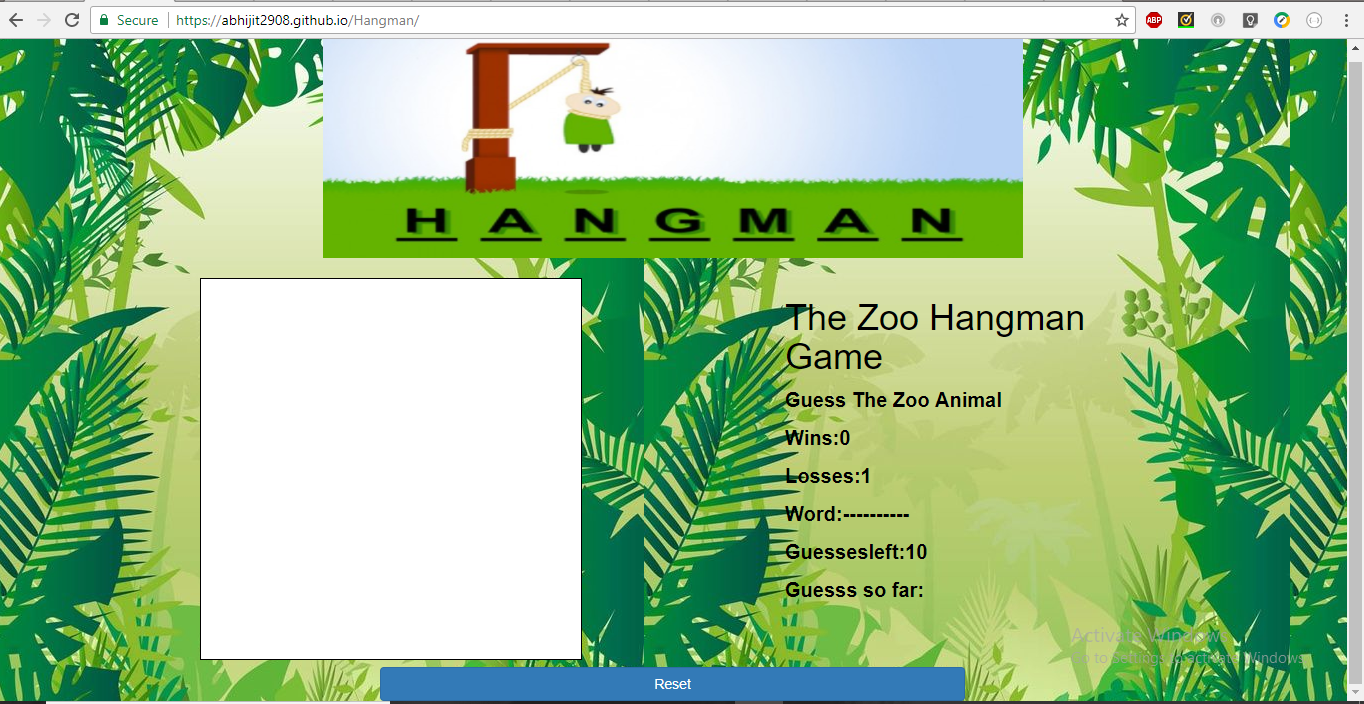 Secure https://abhijit2908.github.io/Hangman/
ABP
HANGMAN
The Zoo Hangman
Game
Guess The Zoo Animal
Wins:0
Losses:1
Word:----------
Guessesleft:10
Guesss so far:
Activate Windows
Go to Settings to activate Windows.
Reset